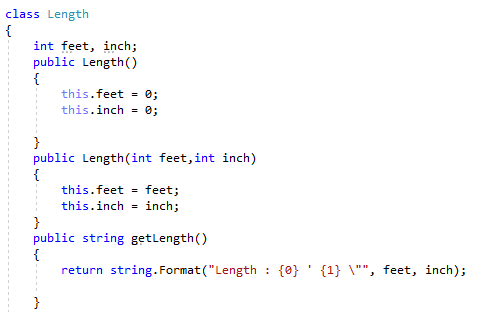 class Length
{
    int feet, inch;
    public Length()
    {
        this.feet = 0;
        this.inch = 0;

    }
    public Length(int feet,int inch)
    {
        this.feet = feet;
        this.inch = inch;
    }
    public string getLength()
    {
        return string.Format("Length : {0} ' {1} \"", feet, inch);

    }